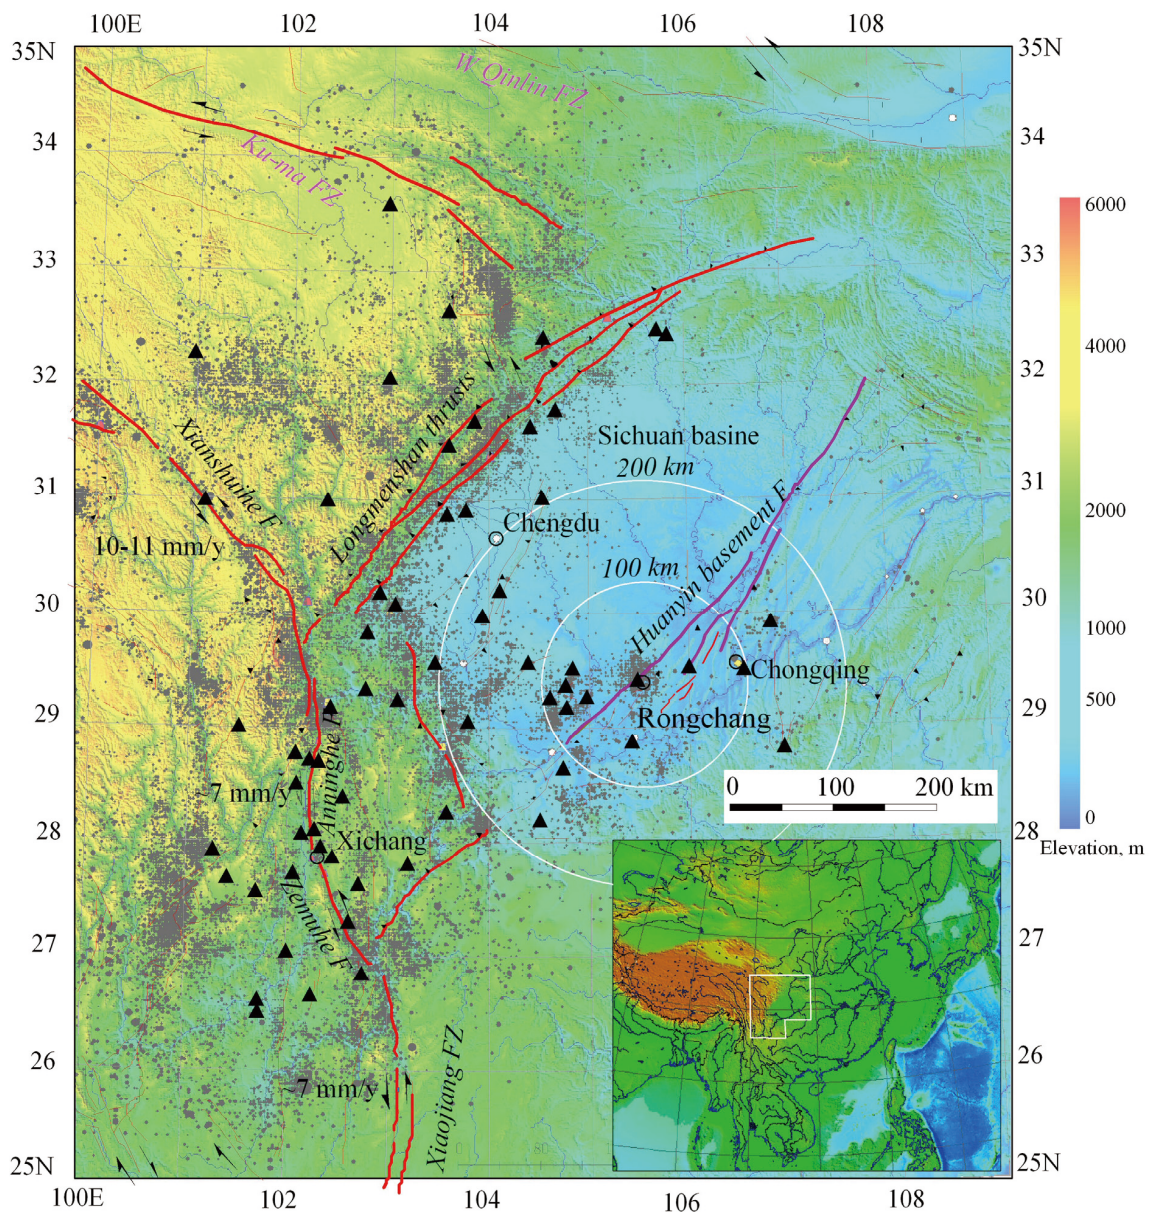 100E 102 104 106 108
35N 35N
W Qinlin FZ
34 34
Ku-ma FZ
6000
33 33
4000
32 32
Xianshuihe F
Longmenshan thrusts
Sichuan basine
200 km
31 31
2000
Chengdu
10-11 mm/y
100 km
Huanyin basement F
30 30
1000
Chongqing
500
29 29
Rongchang
Anninghe F
~7 mm/y
0 100 200 km
28 28
0
Xichang
Elevation, m
Zemuhe F
27 27
26 26
~7 mm/y
Xiaojiang FZ
80
25N 25N
100E 102 104 106 108